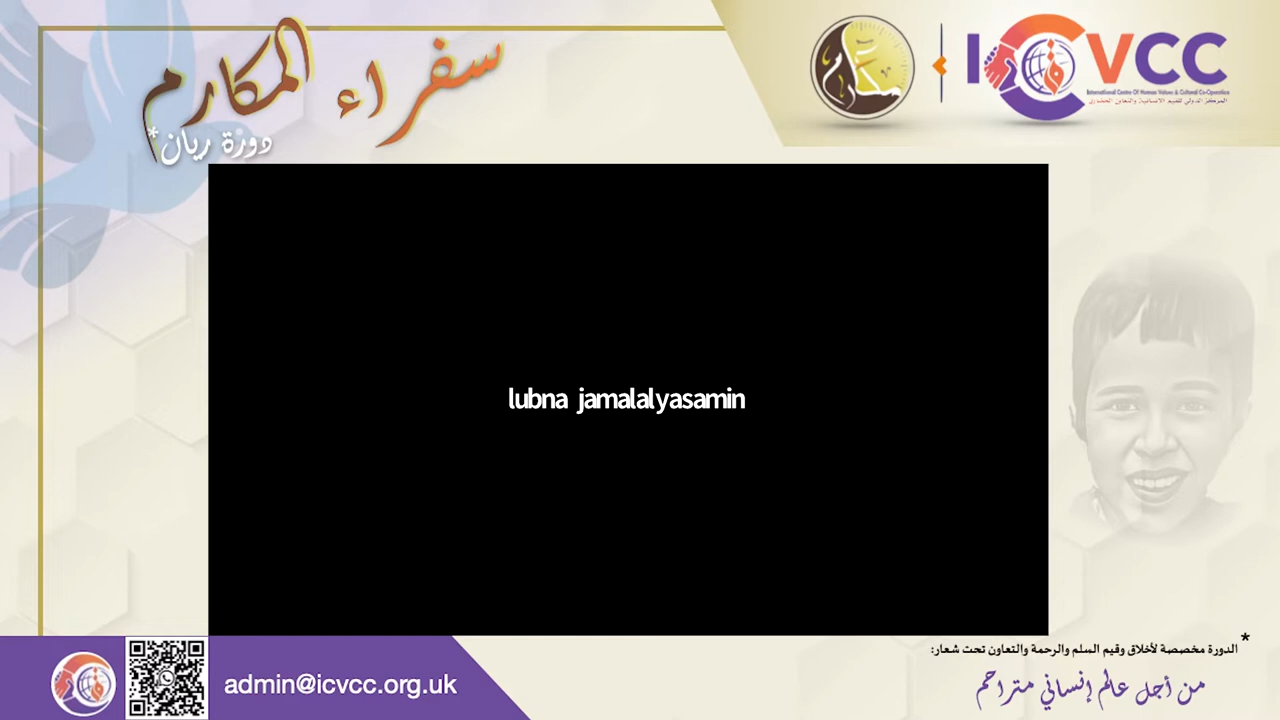 سفراء المكارم
دورة ريان*
مكارم
ICVCC
International Centre Of Human Values & Cultural Co-Operation
المركز الدولي للقيم الإنسانية والتعاون الحضاري
lubna jamalalyasamin
admin@icvcc.org.uk
* الدورة مخصصة لأخلاق وقيم السلم والرحمة والتعاون تحت شعار:
من أجل عالم إنساني متراحم